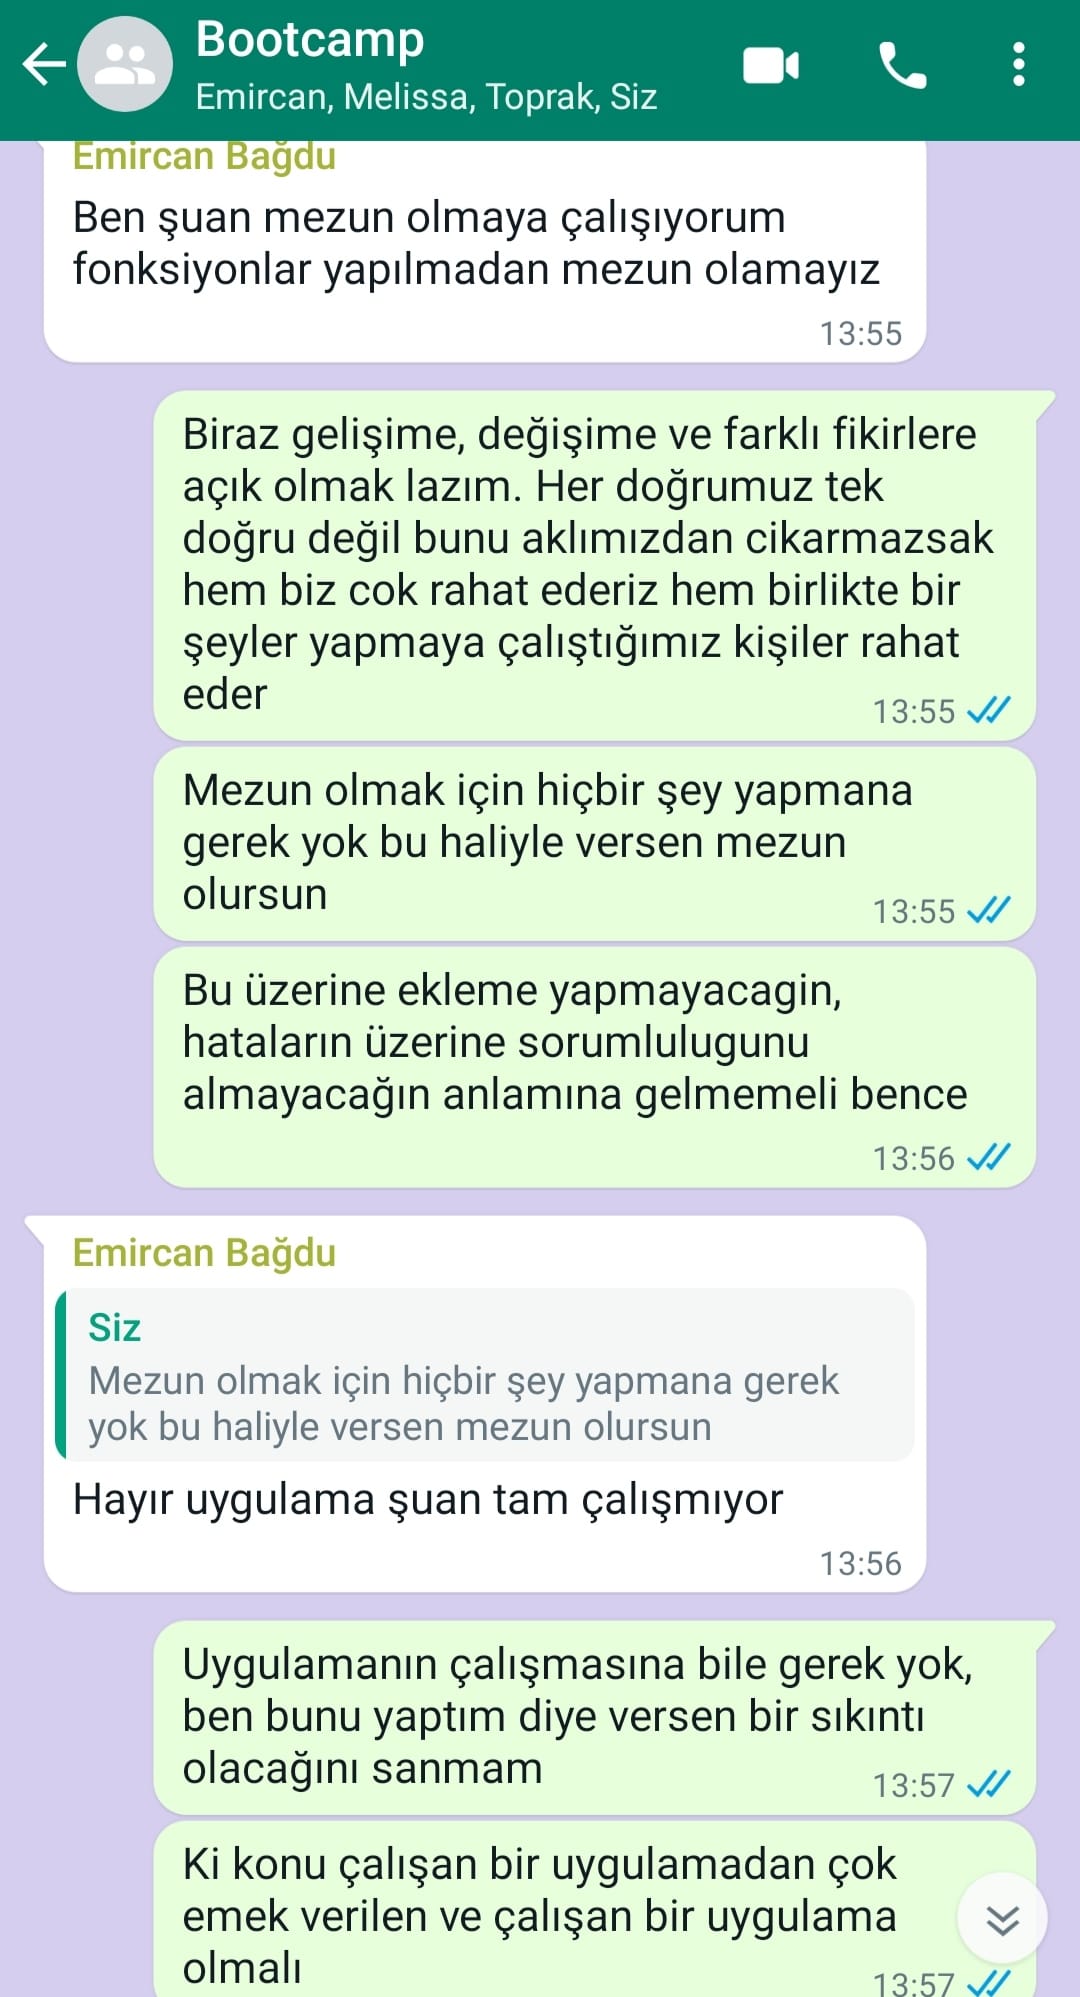 Bootcamp
Emircan, Melissa, Toprak, Siz
Emircan Bağdu
Ben şuan mezun olmaya çalışıyorum
fonksiyonlar yapılmadan mezun olamayız
13:55
Biraz gelişime, değişime ve farklı fikirlere
açık olmak lazım. Her doğrumuz tek
doğru değil bunu aklımızdan cikarmazsak
hem biz cok rahat ederiz hem birlikte bir
şeyler yapmaya çalıştığımız kişiler rahat
eder
13:55
Mezun olmak için hiçbir şey yapmana
gerek yok bu haliyle versen mezun
olursun
13:55
Bu üzerine ekleme yapmayacagin,
hataların üzerine sorumlulugunu
almayacağın anlamına gelmemeli bence
13:56
Emircan Bağdu
Siz
Mezun olmak için hiçbir şey yapmana gerek
yok bu haliyle versen mezun olursun
Hayır uygulama şuan tam çalışmıyor
13:56
Uygulamanın çalışmasına bile gerek yok,
ben bunu yaptım diye versen bir sıkıntı
olacağını sanmam
13:57
Ki konu çalışan bir uygulamadan çok
emek verilen ve çalışan bir uygulama
olmalı
13:57